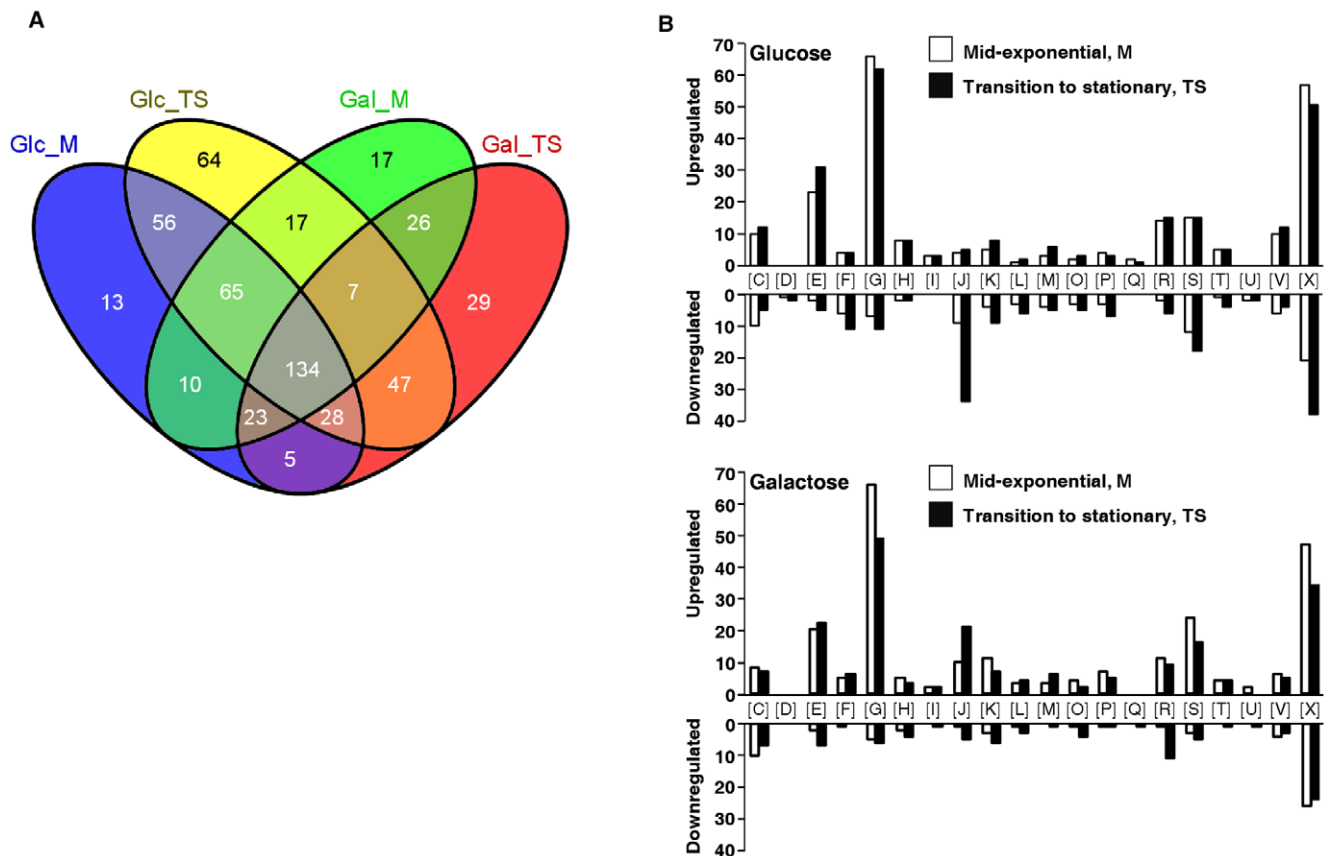 A
Glc_TS
Gal_M
Glc_M
Gal_TS
64
17
56
17
26
13
65
7
29
10
134
47
23
28
5
B
Glucose
Mid-exponential, M
Transition to stationary, TS
Upregulated
70
60
50
40
30
20
10
0
[C] [D] [E] [F] [G] [H] [I] [J] [K] [L] [M] [O] [P] [Q] [R] [S] [T] [U] [V] [X]
Downregulated
0
10
20
30
40
Galactose
Mid-exponential, M
Transition to stationary, TS
Upregulated
70
60
50
40
30
20
10
0
[C] [D] [E] [F] [G] [H] [I] [J] [K] [L] [M] [O] [P] [Q] [R] [S] [T] [U] [V] [X]
Downregulated
0
10
20
30
40